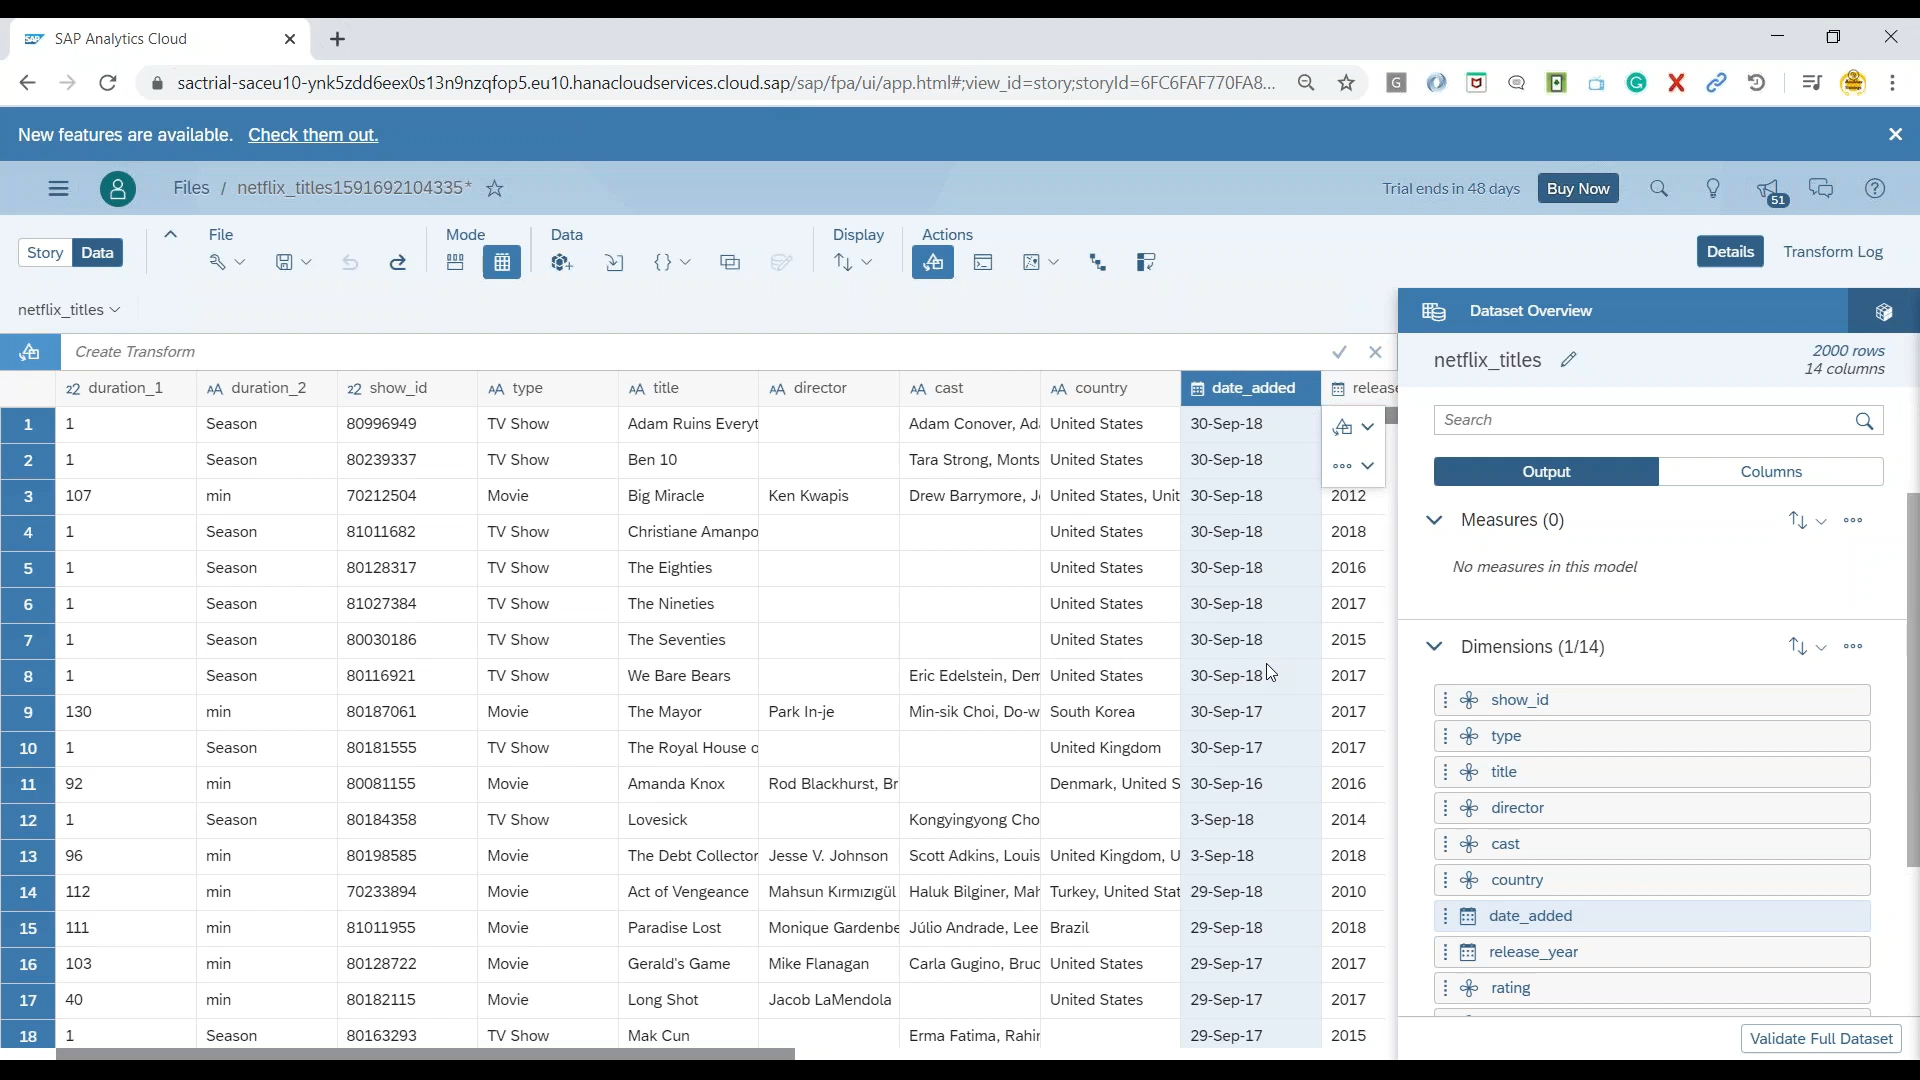 SAP Analytics Cloud
sactrial-saceu10-ynk5zdd6eex0s13n9nzqfop5.eu10.hanacloudservices.cloud.sap/sap/fpa/ui/app.html#;view_id=story;storyId=6FC6FAF770FA8...
New features are available. Check them out.
Files / netflix_titles1591692104335*
Trial ends in 48 days Buy Now 51
Story Data File Mode Data Display Actions Details Transform Log
netflix_titles
Dataset Overview
Create Transform
netflix_titles 2000 rows
14 columns
duration_1 duration_2 show_id type title director cast country date_added release
1 1 Season 80996949 TV Show Adam Ruins Everyt Adam Conover, Ad United States 30-Sep-18
2 1 Season 80239337 TV Show Ben 10 Tara Strong, Monts United States 30-Sep-18
3 107 min 70212504 Movie Big Miracle Ken Kwapis Drew Barrymore, J United States, Unit 30-Sep-18 2012
4 1 Season 81011682 TV Show Christiane Amanpo United States 30-Sep-18 2018
5 1 Season 80128317 TV Show The Eighties United States 30-Sep-18 2016
6 1 Season 81027384 TV Show The Nineties United States 30-Sep-18 2017
7 1 Season 80030186 TV Show The Seventies United States 30-Sep-18 2015
8 1 Season 80116921 TV Show We Bare Bears Eric Edelstein, Dem United States 30-Sep-18 2017
9 130 min 80187061 Movie The Mayor Park In-je Min-sik Choi, Do-w South Korea 30-Sep-17 2017
10 1 Season 80181555 TV Show The Royal House o United Kingdom 30-Sep-17 2017
11 92 min 80081155 Movie Amanda Knox Rod Blackhurst, Br Denmark, United S 30-Sep-16 2016
12 1 Season 80184358 TV Show Lovesick Kongyingyong Cho 3-Sep-18 2014
13 96 min 80198585 Movie The Debt Collector Jesse V. Johnson Scott Adkins, Louis United Kingdom, U 3-Sep-18 2018
14 112 min 70233894 Movie Act of Vengeance Mahsun Kırmızıgül Haluk Bilginer, Mah Turkey, United Stat 29-Sep-18 2010
15 111 min 81011955 Movie Paradise Lost Monique Gardenbe Júlio Andrade, Lee Brazil 29-Sep-18 2018
16 103 min 80128722 Movie Gerald's Game Mike Flanagan Carla Gugino, Bruc United States 29-Sep-17 2017
17 40 min 80182115 Movie Long Shot Jacob LaMendola United States 29-Sep-17 2017
18 1 Season 80163293 TV Show Mak Cun Erma Fatima, Rahir 29-Sep-17 2015
Search
Output Columns
Measures (0)
No measures in this model
Dimensions (1/14)
show_id
type
title
director
cast
country
date_added
release_year
rating
Validate Full Dataset